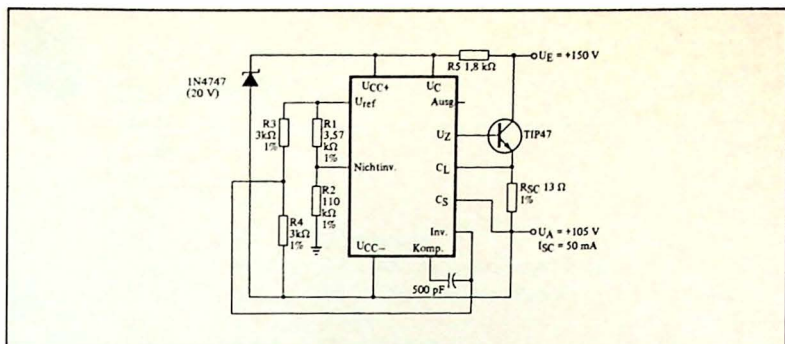 1N4747
(20 V)
R5 1,8 kΩ
UE = +150 V
UCC+
UC
Uref
Ausg.
R3
3kΩ
1%
R1
3,57
kΩ
1%
UZ
TIP47
Nichtinv.
CL
R2
110
kΩ
1%
CS
RSC 13 Ω
1%
R4
3kΩ
1%
Inv.
UA = +105 V
ISC = 50 mA
UCC−
Komp.
500 pF